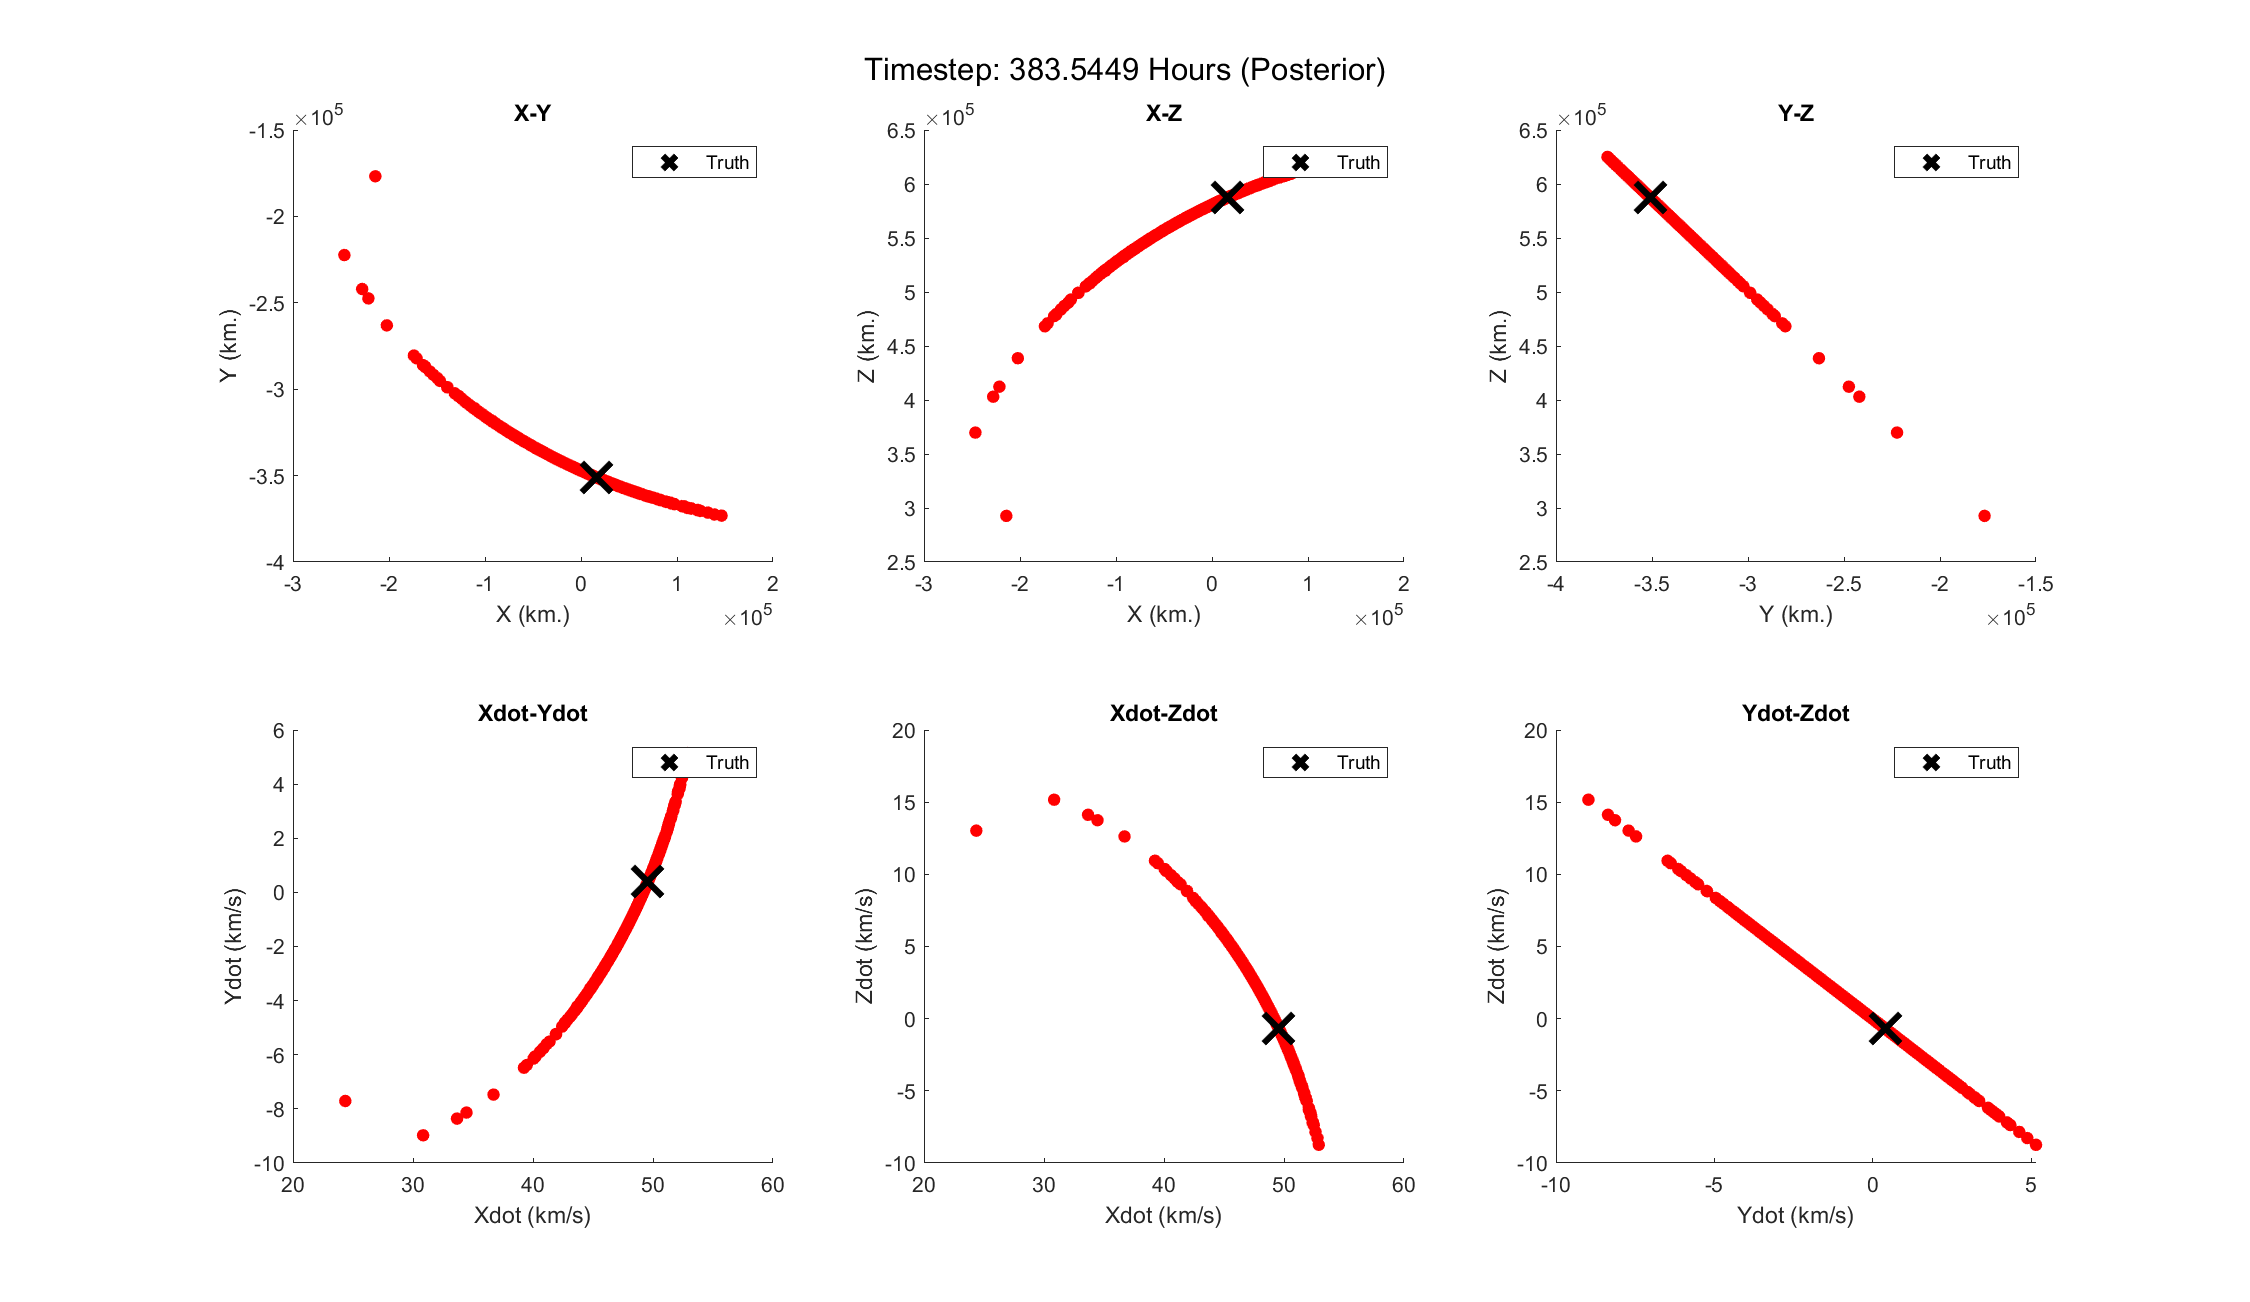 Timestep: 383.5449 Hours (Posterior)
X-Y
×10^5
-1.5
-2
-2.5
-3
-3.5
-4
Y (km.)
Truth
-3 -2 -1 0 1 2
X (km.)
×10^5
X-Z
×10^5
6.5
6
5.5
5
4.5
4
3.5
3
2.5
Z (km.)
Truth
-3 -2 -1 0 1 2
X (km.)
×10^5
Y-Z
×10^5
6.5
6
5.5
5
4.5
4
3.5
3
2.5
Z (km.)
Truth
-4 -3.5 -3 -2.5 -2 -1.5
Y (km.)
×10^5
Xdot-Ydot
6
4
2
0
-2
-4
-6
-8
-10
Ydot (km/s)
Truth
20 30 40 50 60
Xdot (km/s)
Xdot-Zdot
20
15
10
5
0
-5
-10
Zdot (km/s)
Truth
20 30 40 50 60
Xdot (km/s)
Ydot-Zdot
20
15
10
5
0
-5
-10
Zdot (km/s)
Truth
-10 -5 0 5
Ydot (km/s)